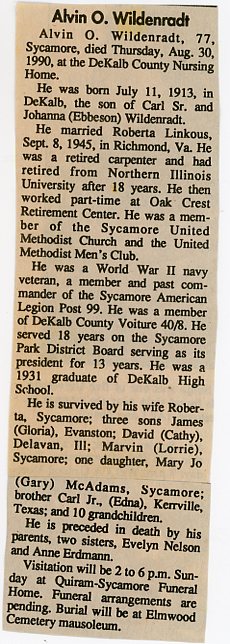 Alvin O. Wildenradt
Alvin O. Wildenradt, 77,
Sycamore, died Thursday, Aug. 30,
1990, at the DeKalb County Nursing
Home.
He was born July 11, 1913, in
DeKalb, the son of Carl Sr. and
Johanna (Ebbeson) Wildenradt.
He married Roberta Linkous,
Sept. 8, 1945, in Richmond, Va. He
was a retired carpenter and had
retired from Northern Illinois
University after 18 years. He then
worked part-time at Oak Crest
Retirement Center. He was a mem-
ber of the Sycamore United
Methodist Church and the United
Methodist Men's Club.
He was a World War II navy
veteran, a member and past com-
mander of the Sycamore American
Legion Post 99. He was a member
of DeKalb County Voiture 40/8. He
served 18 years on the Sycamore
Park District Board serving as its
president for 13 years. He was a
1931 graduate of DeKalb High
School.
He is survived by his wife Rober-
ta, Sycamore; three sons James
(Gloria), Evanston; David (Cathy),
Delavan, Ill; Marvin (Lorrie),
Sycamore; one daughter, Mary Jo
(Gary) McAdams, Sycamore;
brother Carl Jr., (Edna), Kerrville,
Texas; and 10 grandchildren.
He is preceded in death by his
parents, two sisters, Evelyn Nelson
and Anne Erdmann.
Visitation will be 2 to 6 p.m. Sun-
day at Quiram-Sycamore Funeral
Home. Funeral arrangements are
pending. Burial will be at Elmwood
Cemetery mausoleum.